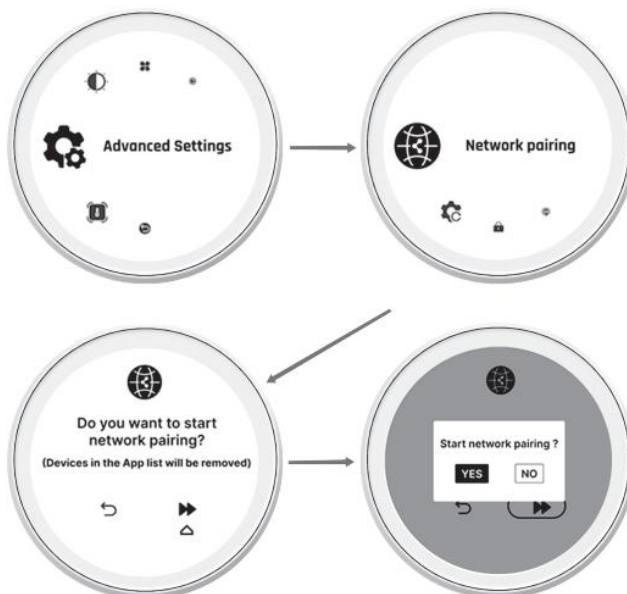 Advanced Settings
Network pairing
Do you want to start
network pairing?
(Devices in the App list will be removed)
Start network pairing ?
YES NO